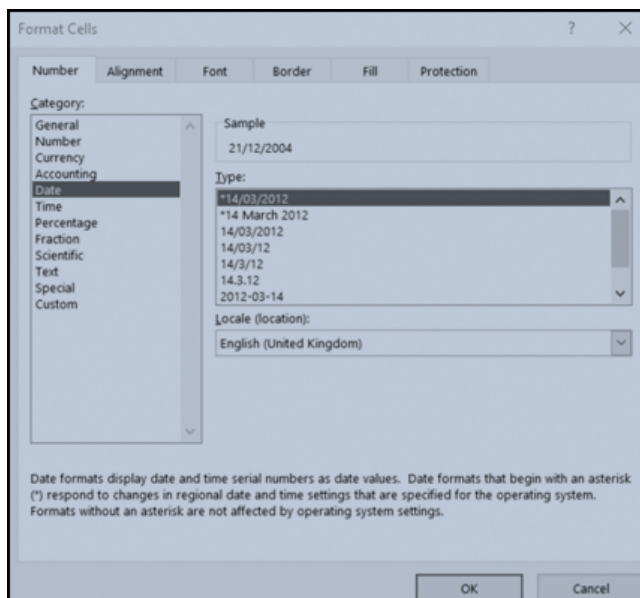 Format Cells
Number Alignment Font Border Fill Protection
Category:
General
Number
Currency
Accounting
Date
Time
Percentage
Fraction
Scientific
Text
Special
Custom
Sample
21/12/2004
Type:
*14/03/2012
*14 March 2012
14/03/2012
14/03/12
14/3/12
14.3.12
2012-03-14
Locale (location):
English (United Kingdom)
Date formats display date and time serial numbers as date values. Date formats that begin with an asterisk
(*) respond to changes in regional date and time settings that are specified for the operating system.
Formats without an asterisk are not affected by operating system settings.
OK Cancel